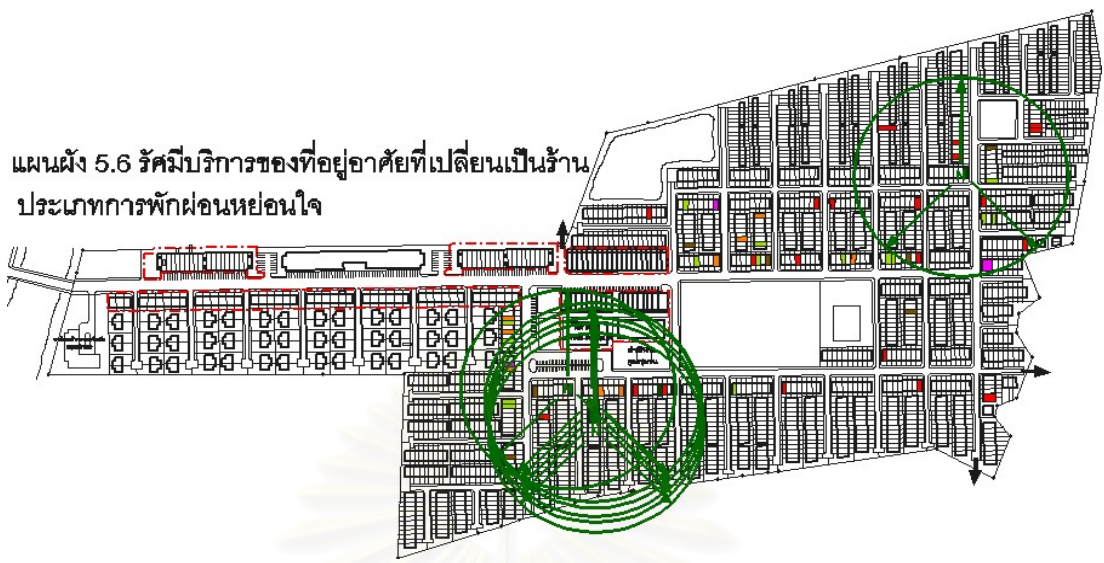 แผนผัง 5.6 รัศมีบริการของที่อยู่อาศัยที่เปลี่ยนเป็นร้าน
ประเภทการพักผ่อนหย่อนใจ